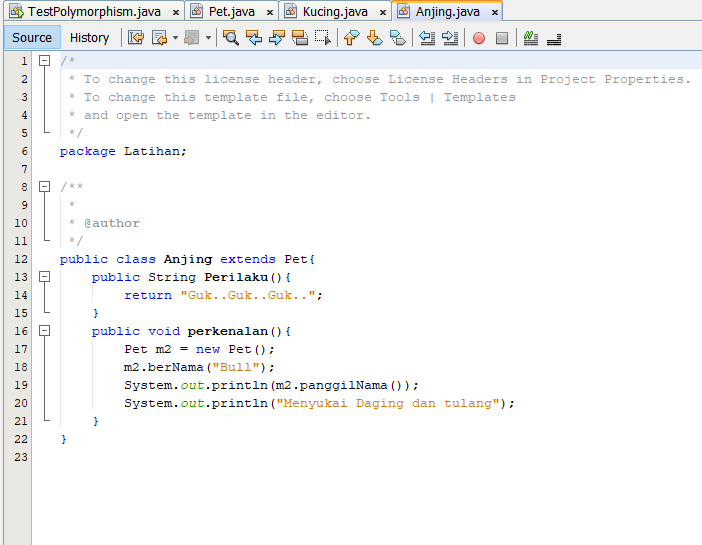 TestPolymorphism.java × Pet.java × Kucing.java × Anjing.java ×
Source History
1 /*
2 * To change this license header, choose License Headers in Project Properties.
3 * To change this template file, choose Tools | Templates
4 * and open the template in the editor.
5 */
6 package Latihan;
7
8 /**
9 *
10 * @author
11 */
12 public class Anjing extends Pet{
13 public String Perilaku(){
14 return "Guk..Guk..Guk..";
15 }
16 public void perkenalan(){
17 Pet m2 = new Pet();
18 m2.berNama("Bull");
19 System.out.println(m2.panggilNama());
20 System.out.println("Menyukai Daging dan tulang");
21 }
22 }
23